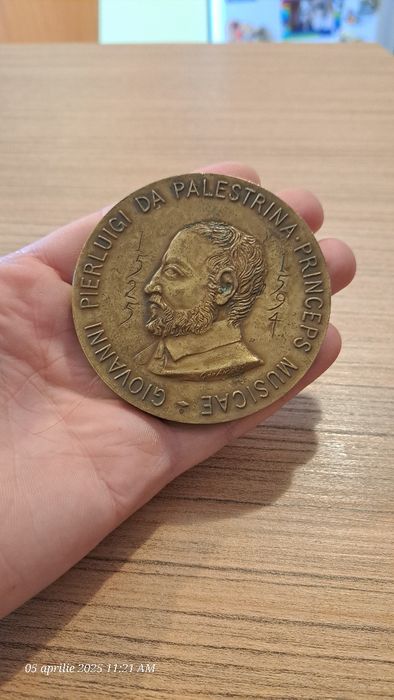 GIOVANNI PIERLUIGI DA PALESTRINA · PRINCEPS MUSICAE
1525
1594
05 aprilie 2025 11:21 AM